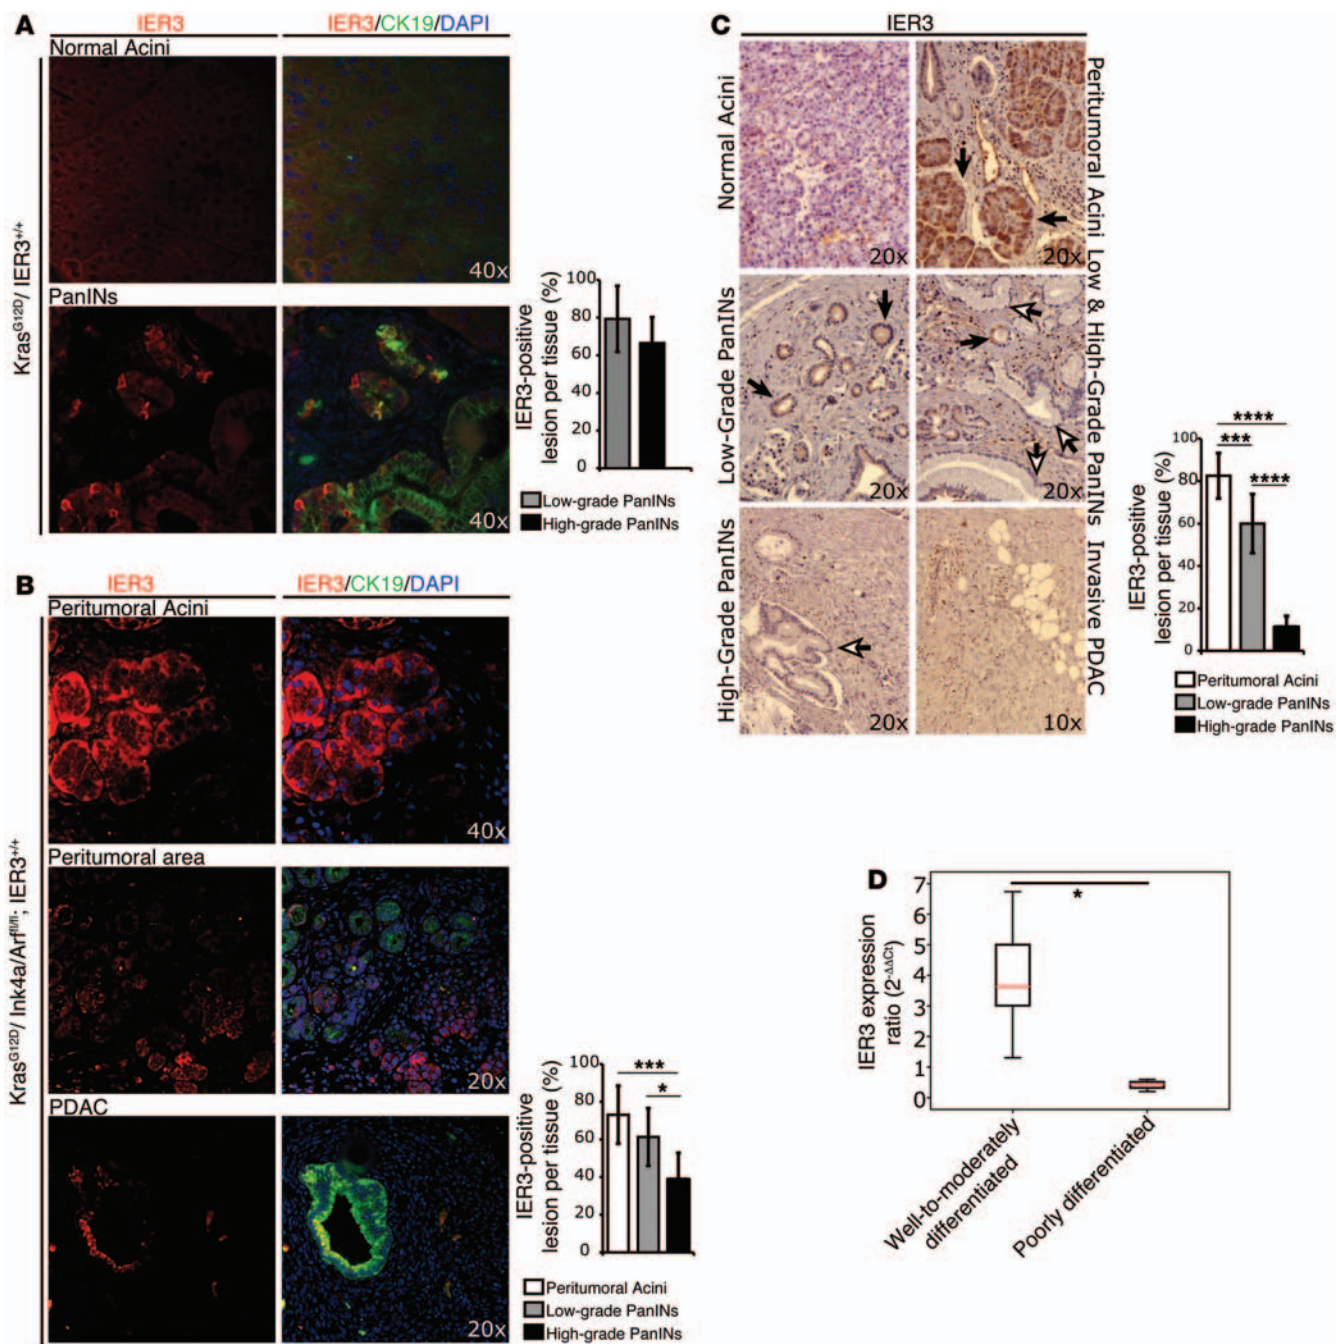 A
IER3
IER3/CK19/DAPI
Normal Acini
40x
PanINs
40x
Kras^G12D/ IER3^+/+
IER3-positive
lesion per tissue (%)
100
80
60
40
20
0
Low-grade PanINs
High-grade PanINs
B
IER3
IER3/CK19/DAPI
Peritumoral Acini
40x
Peritumoral area
20x
PDAC
20x
Kras^G12D/ Ink4a/Arf^fl/fl; IER3^+/+
IER3-positive
lesion per tissue (%)
100
80
60
40
20
0
***
*
Peritumoral Acini
Low-grade PanINs
High-grade PanINs
C
IER3
Normal Acini
20x
Peritumoral Acini
20x
Low-Grade PanINs
20x
Low & High-Grade PanINs
20x
High-Grade PanINs
20x
Invasive PDAC
10x
IER3-positive
lesion per tissue (%)
100
80
60
40
20
0
****
***
****
Peritumoral Acini
Low-grade PanINs
High-grade PanINs
D
IER3 expression
ratio (2^-ΔΔCt)
7
6
5
4
3
2
1
0
*
Well-to-moderately
differentiated
Poorly differentiated